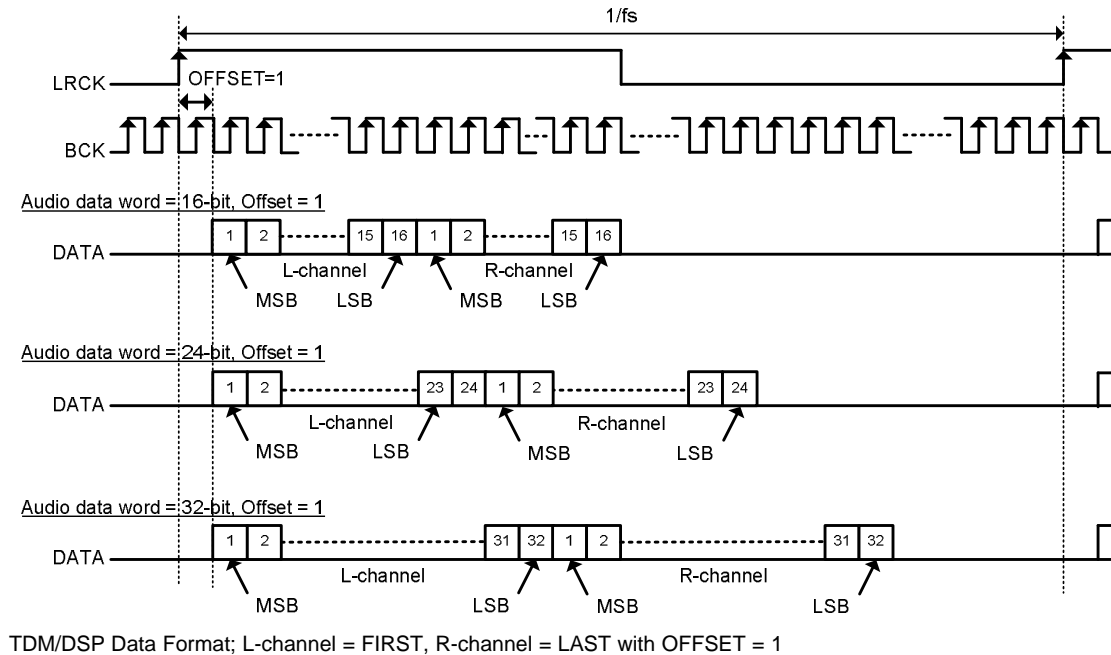 1/fs
LRCK
OFFSET=1
BCK
Audio data word = 16-bit, Offset = 1
DATA
1 2 15 16 1 2 15 16
L-channel R-channel
MSB LSB MSB LSB
Audio data word = 24-bit, Offset = 1
DATA
1 2 23 24 1 2 23 24
L-channel R-channel
MSB LSB MSB LSB
Audio data word = 32-bit, Offset = 1
DATA
1 2 31 32 1 2 31 32
L-channel R-channel
MSB LSB MSB LSB
TDM/DSP Data Format; L-channel = FIRST, R-channel = LAST with OFFSET = 1